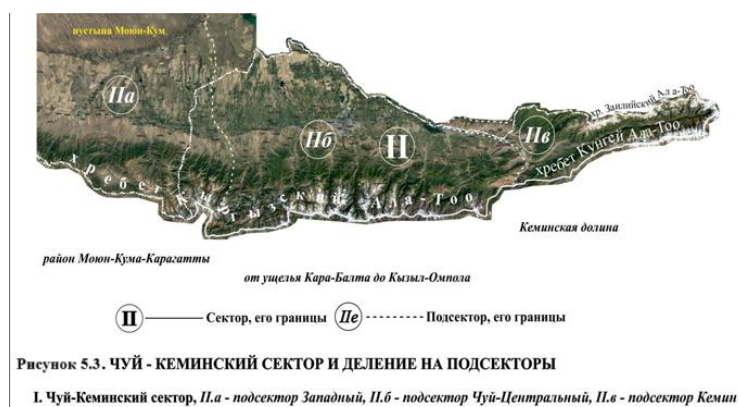 пустыня Моюн-Кум
IIа
хр. Заилийский Ала-Тоо
IIб
II
IIв
хребет Кунгей Ала-Тоо
хребет Кыргызский Ала-Тоо
Кеминская долина
район Моюн-Кума-Карагатты
от ущелья Кара-Балта до Кызыл-Омпола
II Сектор, его границы IIе Подсектор, его границы
Рисунок 5.3. ЧУЙ - КЕМИНСКИЙ СЕКТОР И ДЕЛЕНИЕ НА ПОДСЕКТОРЫ
I. Чуй-Кеминский сектор, II.а - подсектор Западный, II.б - подсектор Чуй-Центральный, II.в - подсектор Кемин